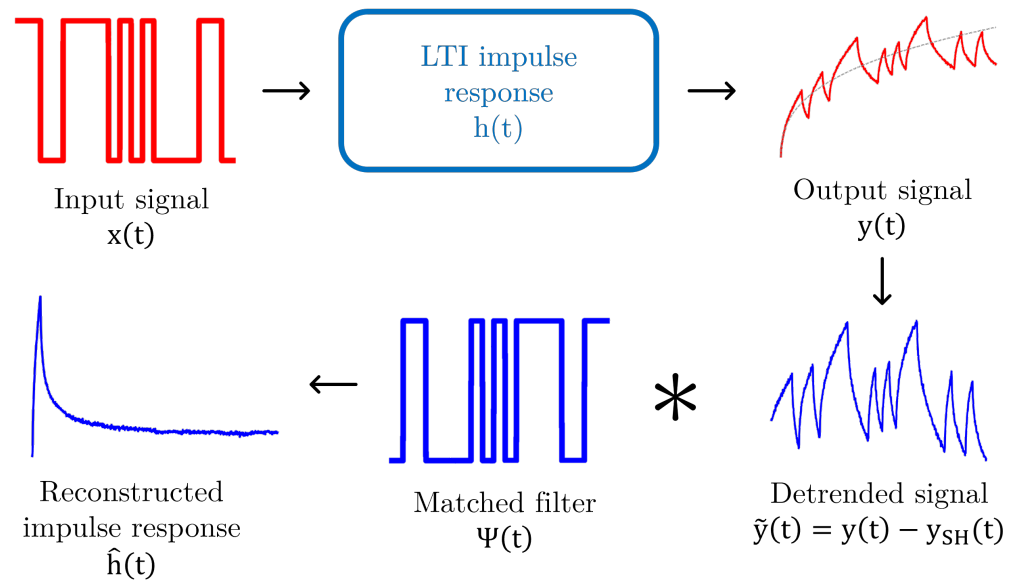 LTI impulse
response
h(t)
Input signal
x(t)
Output signal
y(t)
*
Reconstructed
impulse response
ĥ(t)
Matched filter
Ψ(t)
Detrended signal
ỹ(t) = y(t) − y_SH(t)